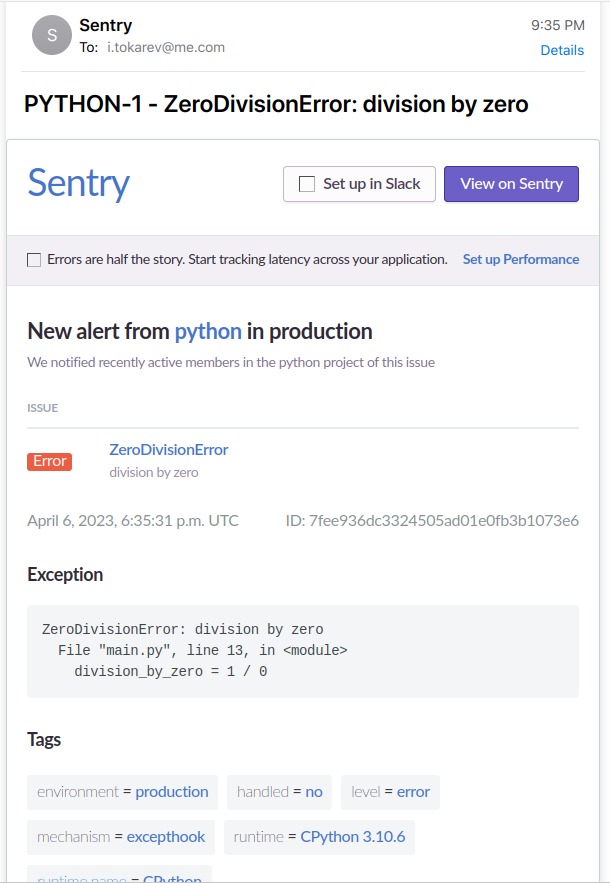 S
Sentry
9:35 PM
To: i.tokarev@me.com
Details
PYTHON-1 - ZeroDivisionError: division by zero
Sentry
Set up in Slack
View on Sentry
Errors are half the story. Start tracking latency across your application. Set up Performance
New alert from python in production
We notified recently active members in the python project of this issue
ISSUE
Error
ZeroDivisionError
division by zero
April 6, 2023, 6:35:31 p.m. UTC
ID: 7fee936dc3324505ad01e0fb3b1073e6
Exception
ZeroDivisionError: division by zero
File "main.py", line 13, in <module>
division_by_zero = 1 / 0
Tags
environment = production
handled = no
level = error
mechanism = excepthook
runtime = CPython 3.10.6
runtime.name = CPython